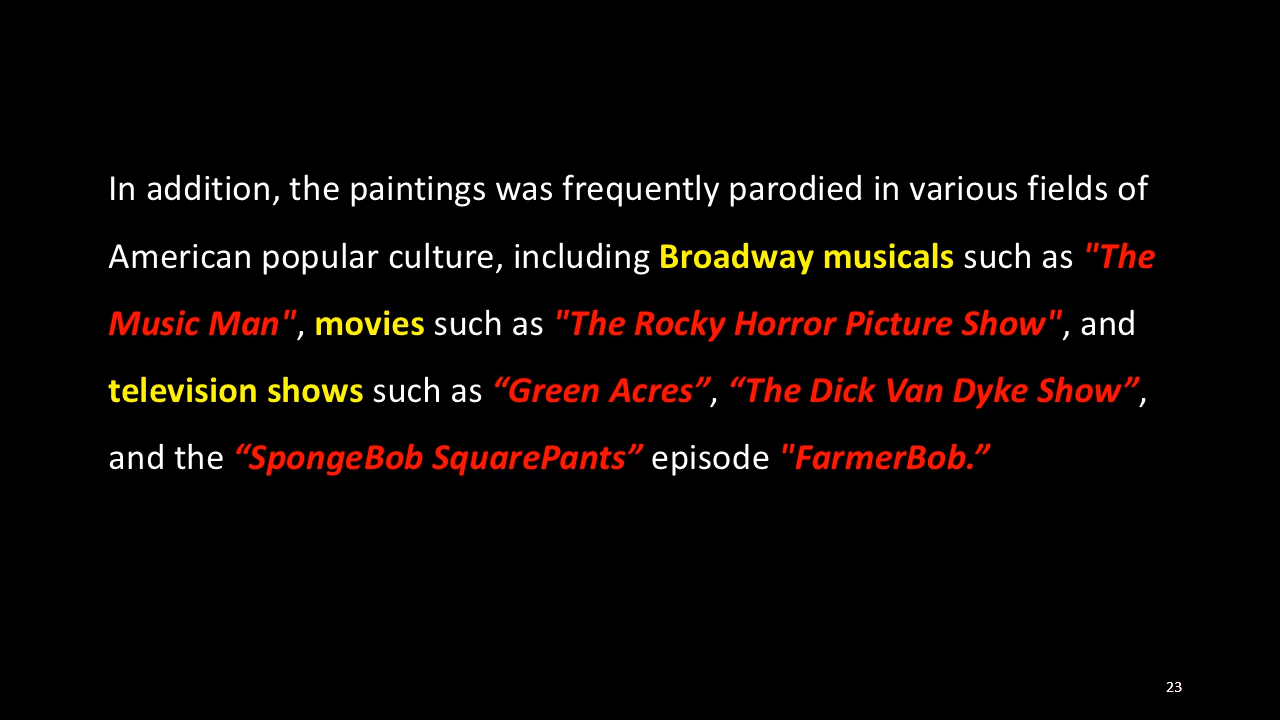 In addition, the paintings was frequently parodied in various fields of
American popular culture, including Broadway musicals such as "The
Music Man", movies such as "The Rocky Horror Picture Show", and
television shows such as “Green Acres”, “The Dick Van Dyke Show”,
and the “SpongeBob SquarePants” episode "FarmerBob.”
23